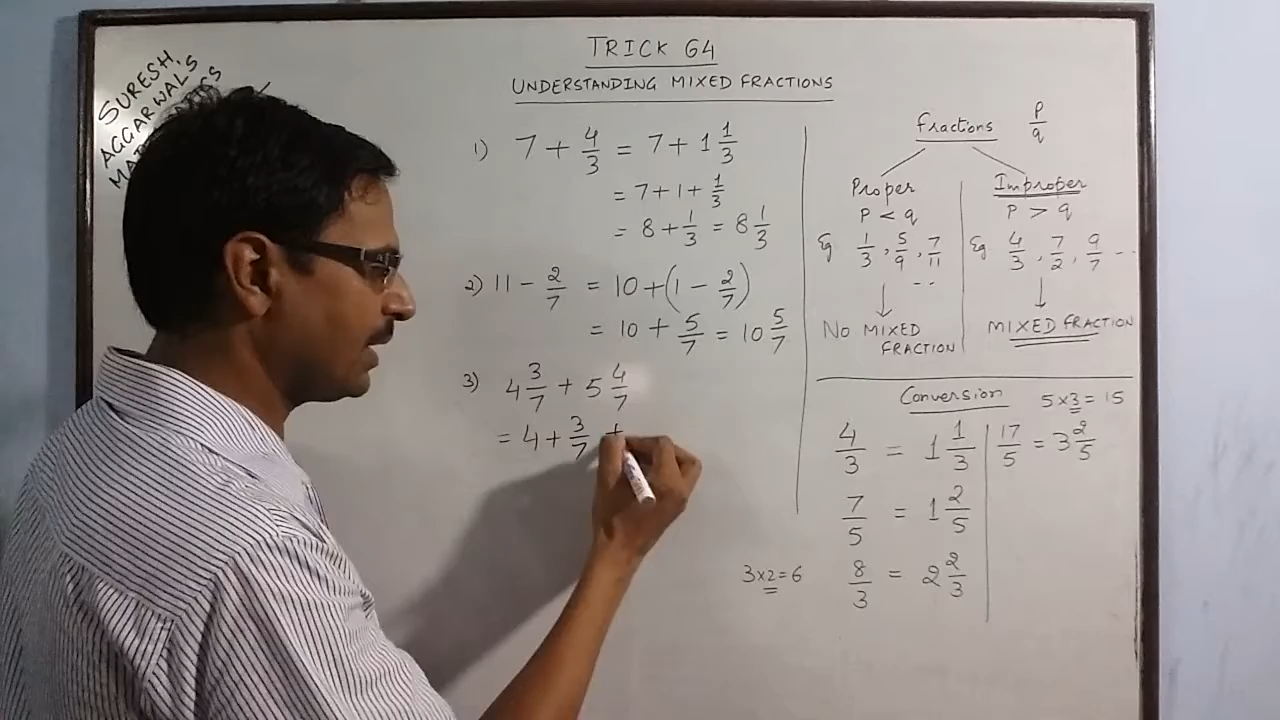 SURESH
AGGARWAL'S
TRICK 64
UNDERSTANDING MIXED FRACTIONS
1) 7 + 4/3 = 7 + 1 1/3
= 7 + 1 + 1/3
= 8 + 1/3 = 8 1/3
2) 11 - 2/7 = 10 + (1 - 2/7)
= 10 + 5/7 = 10 5/7
3) 4 3/7 + 5 4/7
= 4 + 3/7 +
Fractions P/q
Proper
P < q
Eg 1/3, 5/9, 7/11 --
NO MIXED
FRACTION
Improper
P > q
Eg 4/3, 7/2, 9/7 ---
MIXED FRACTION
Conversion
5 x 3 = 15
4/3 = 1 1/3
7/5 = 1 2/5
3 x 2 = 6
8/3 = 2 2/3
17/5 = 3 2/5